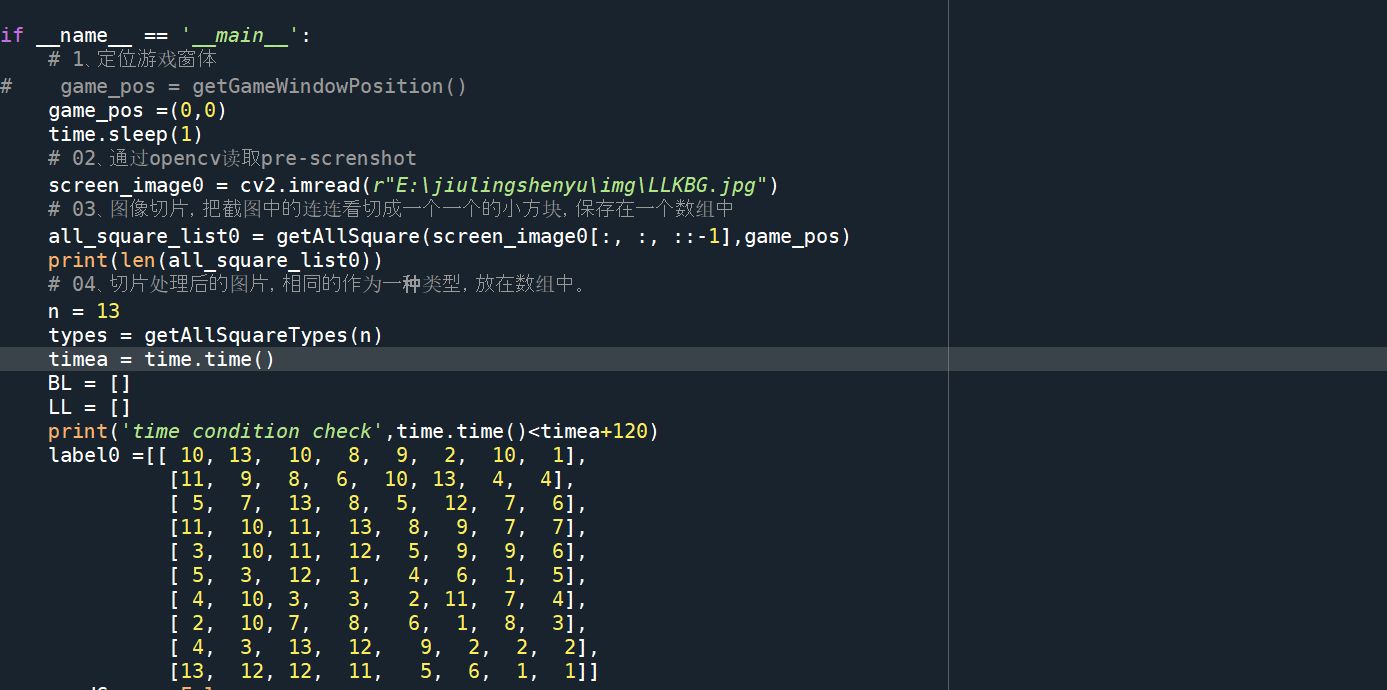 if __name__ == '__main__':
# 1、定位游戏窗体
#    game_pos = getGameWindowPosition()
game_pos =(0,0)
time.sleep(1)
# 02、通过opencv读取pre-screnshot
screen_image0 = cv2.imread(r"E:\jiulingshenyu\img\LLKBG.jpg")
# 03、图像切片, 把截图中的连连看切成一个一个的小方块, 保存在一个数组中
all_square_list0 = getAllSquare(screen_image0[:, :, ::-1],game_pos)
print(len(all_square_list0))
# 04、切片处理后的图片, 相同的作为一种类型, 放在数组中。
n = 13
types = getAllSquareTypes(n)
timea = time.time()
BL = []
LL = []
print('time condition check',time.time()<timea+120)
label0 =[[ 10, 13,  10,  8,  9,  2,  10,  1],
[11,  9,  8,  6,  10, 13,  4,  4],
[ 5,  7,  13,  8,  5,  12,  7,  6],
[11,  10, 11,  13,  8,  9,  7,  7],
[ 3,  10, 11,  12,  5,  9,  9,  6],
[ 5,  3,  12,  1,   4,  6,  1,  5],
[ 4,  10, 3,   3,   2, 11,  7,  4],
[ 2,  10, 7,   8,   6,  1,  8,  3],
[ 4,  3,  13,  12,   9,  2,  2,  2],
[13,  12, 12,  11,   5,  6,  1,  1]]